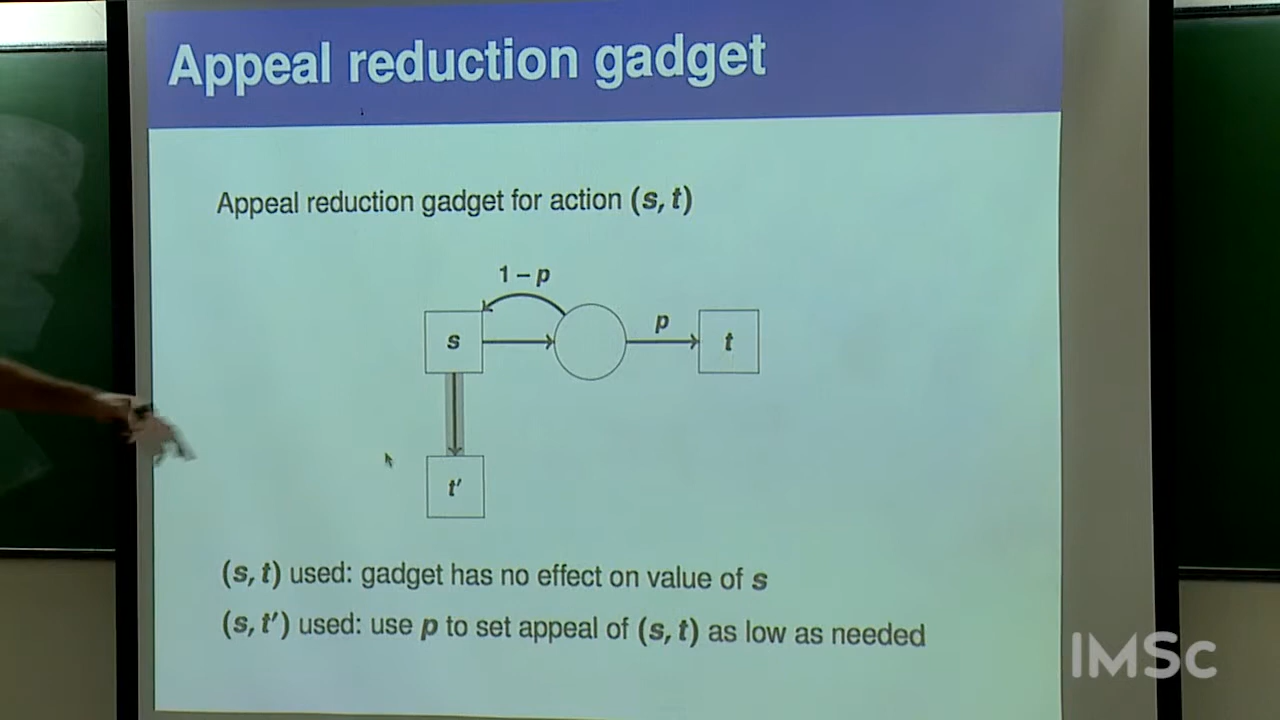 Appeal reduction gadget
Appeal reduction gadget for action (s, t)
1 – p
s
p
t
t′
(s, t) used: gadget has no effect on value of s
(s, t′) used: use p to set appeal of (s, t) as low as needed
IMSc